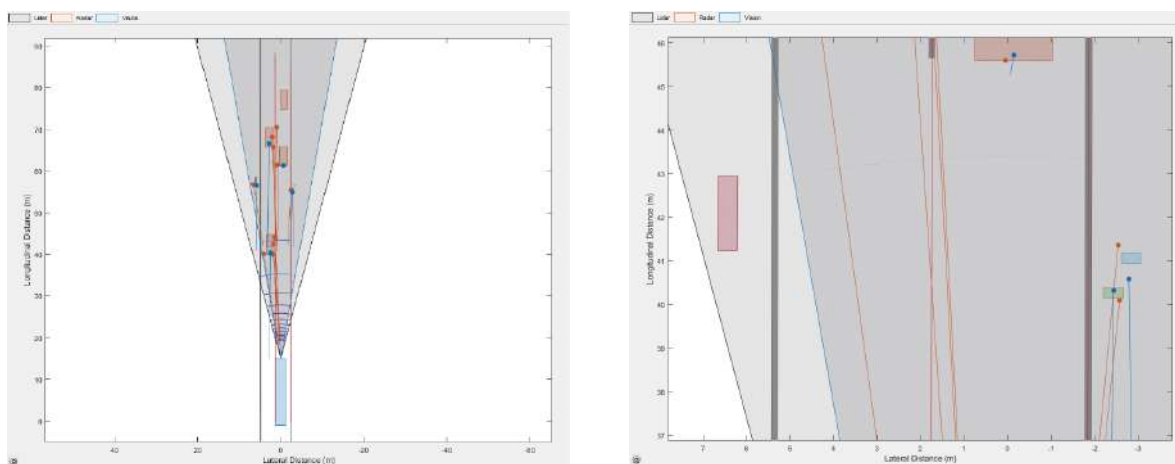 Lidar Radar Vision
90
80
70
60
50
40
30
20
10
0
Longitudinal Distance (m)
40 20 0 -20 -40 -60
Lateral Distance (m)
Lidar Radar Vision
46
45
44
43
42
41
40
39
38
37
Longitudinal Distance (m)
7 6 5 4 3 2 1 0 -1 -2 -3
Lateral Distance (m)